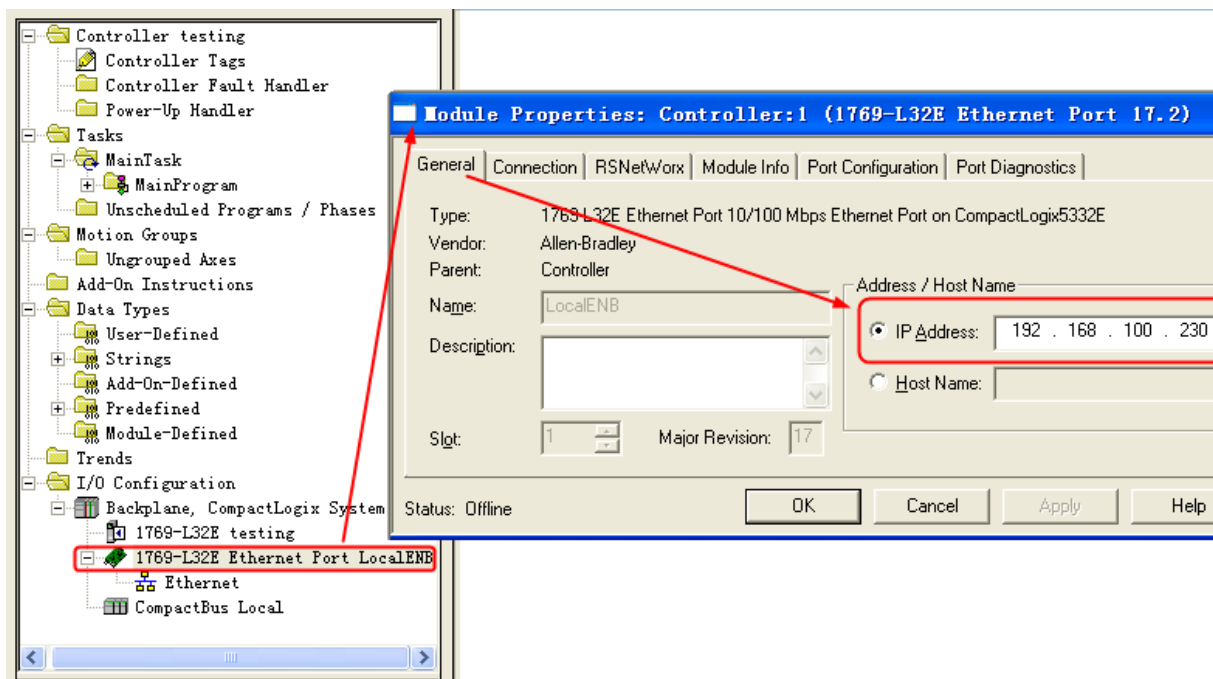 Controller testing
Controller Tags
Controller Fault Handler
Power-Up Handler
Tasks
MainTask
MainProgram
Unscheduled Programs / Phases
Motion Groups
Ungrouped Axes
Add-On Instructions
Data Types
User-Defined
Strings
Add-On-Defined
Predefined
Module-Defined
Trends
I/O Configuration
Backplane, CompactLogix System
1769-L32E testing
1769-L32E Ethernet Port LocalENB
Ethernet
CompactBus Local
Module Properties: Controller:1 (1769-L32E Ethernet Port 17.2)
General Connection RSNetWorx Module Info Port Configuration Port Diagnostics
Type: 1769-L32E Ethernet Port 10/100 Mbps Ethernet Port on CompactLogix5332E
Vendor: Allen-Bradley
Parent: Controller
Name: LocalENB
Description:
Slot: 1 Major Revision: 17
Address / Host Name
IP Address: 192 . 168 . 100 . 230
Host Name:
Status: Offline OK Cancel Apply Help